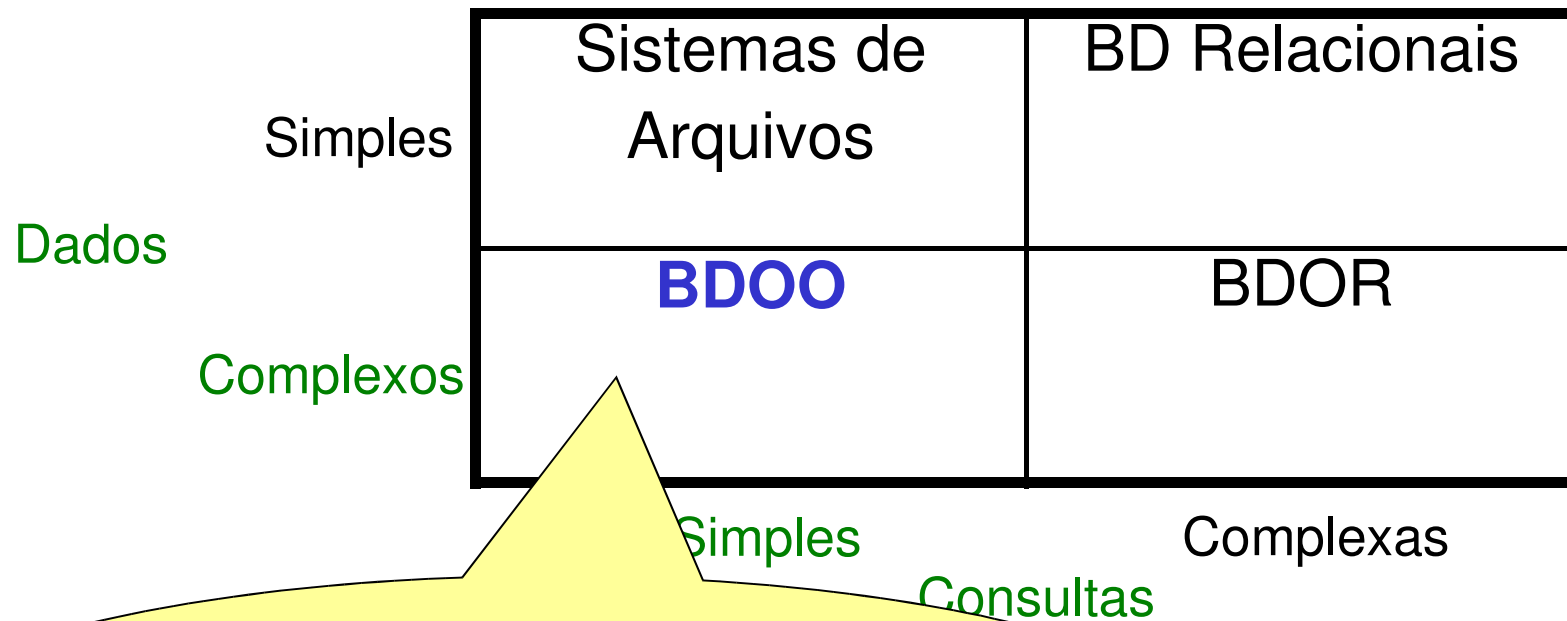 Sistemas de
Arquivos
BD Relacionais
Simples
Dados
BDOO
BDOR
Complexos
Simples
Complexas
Consultas